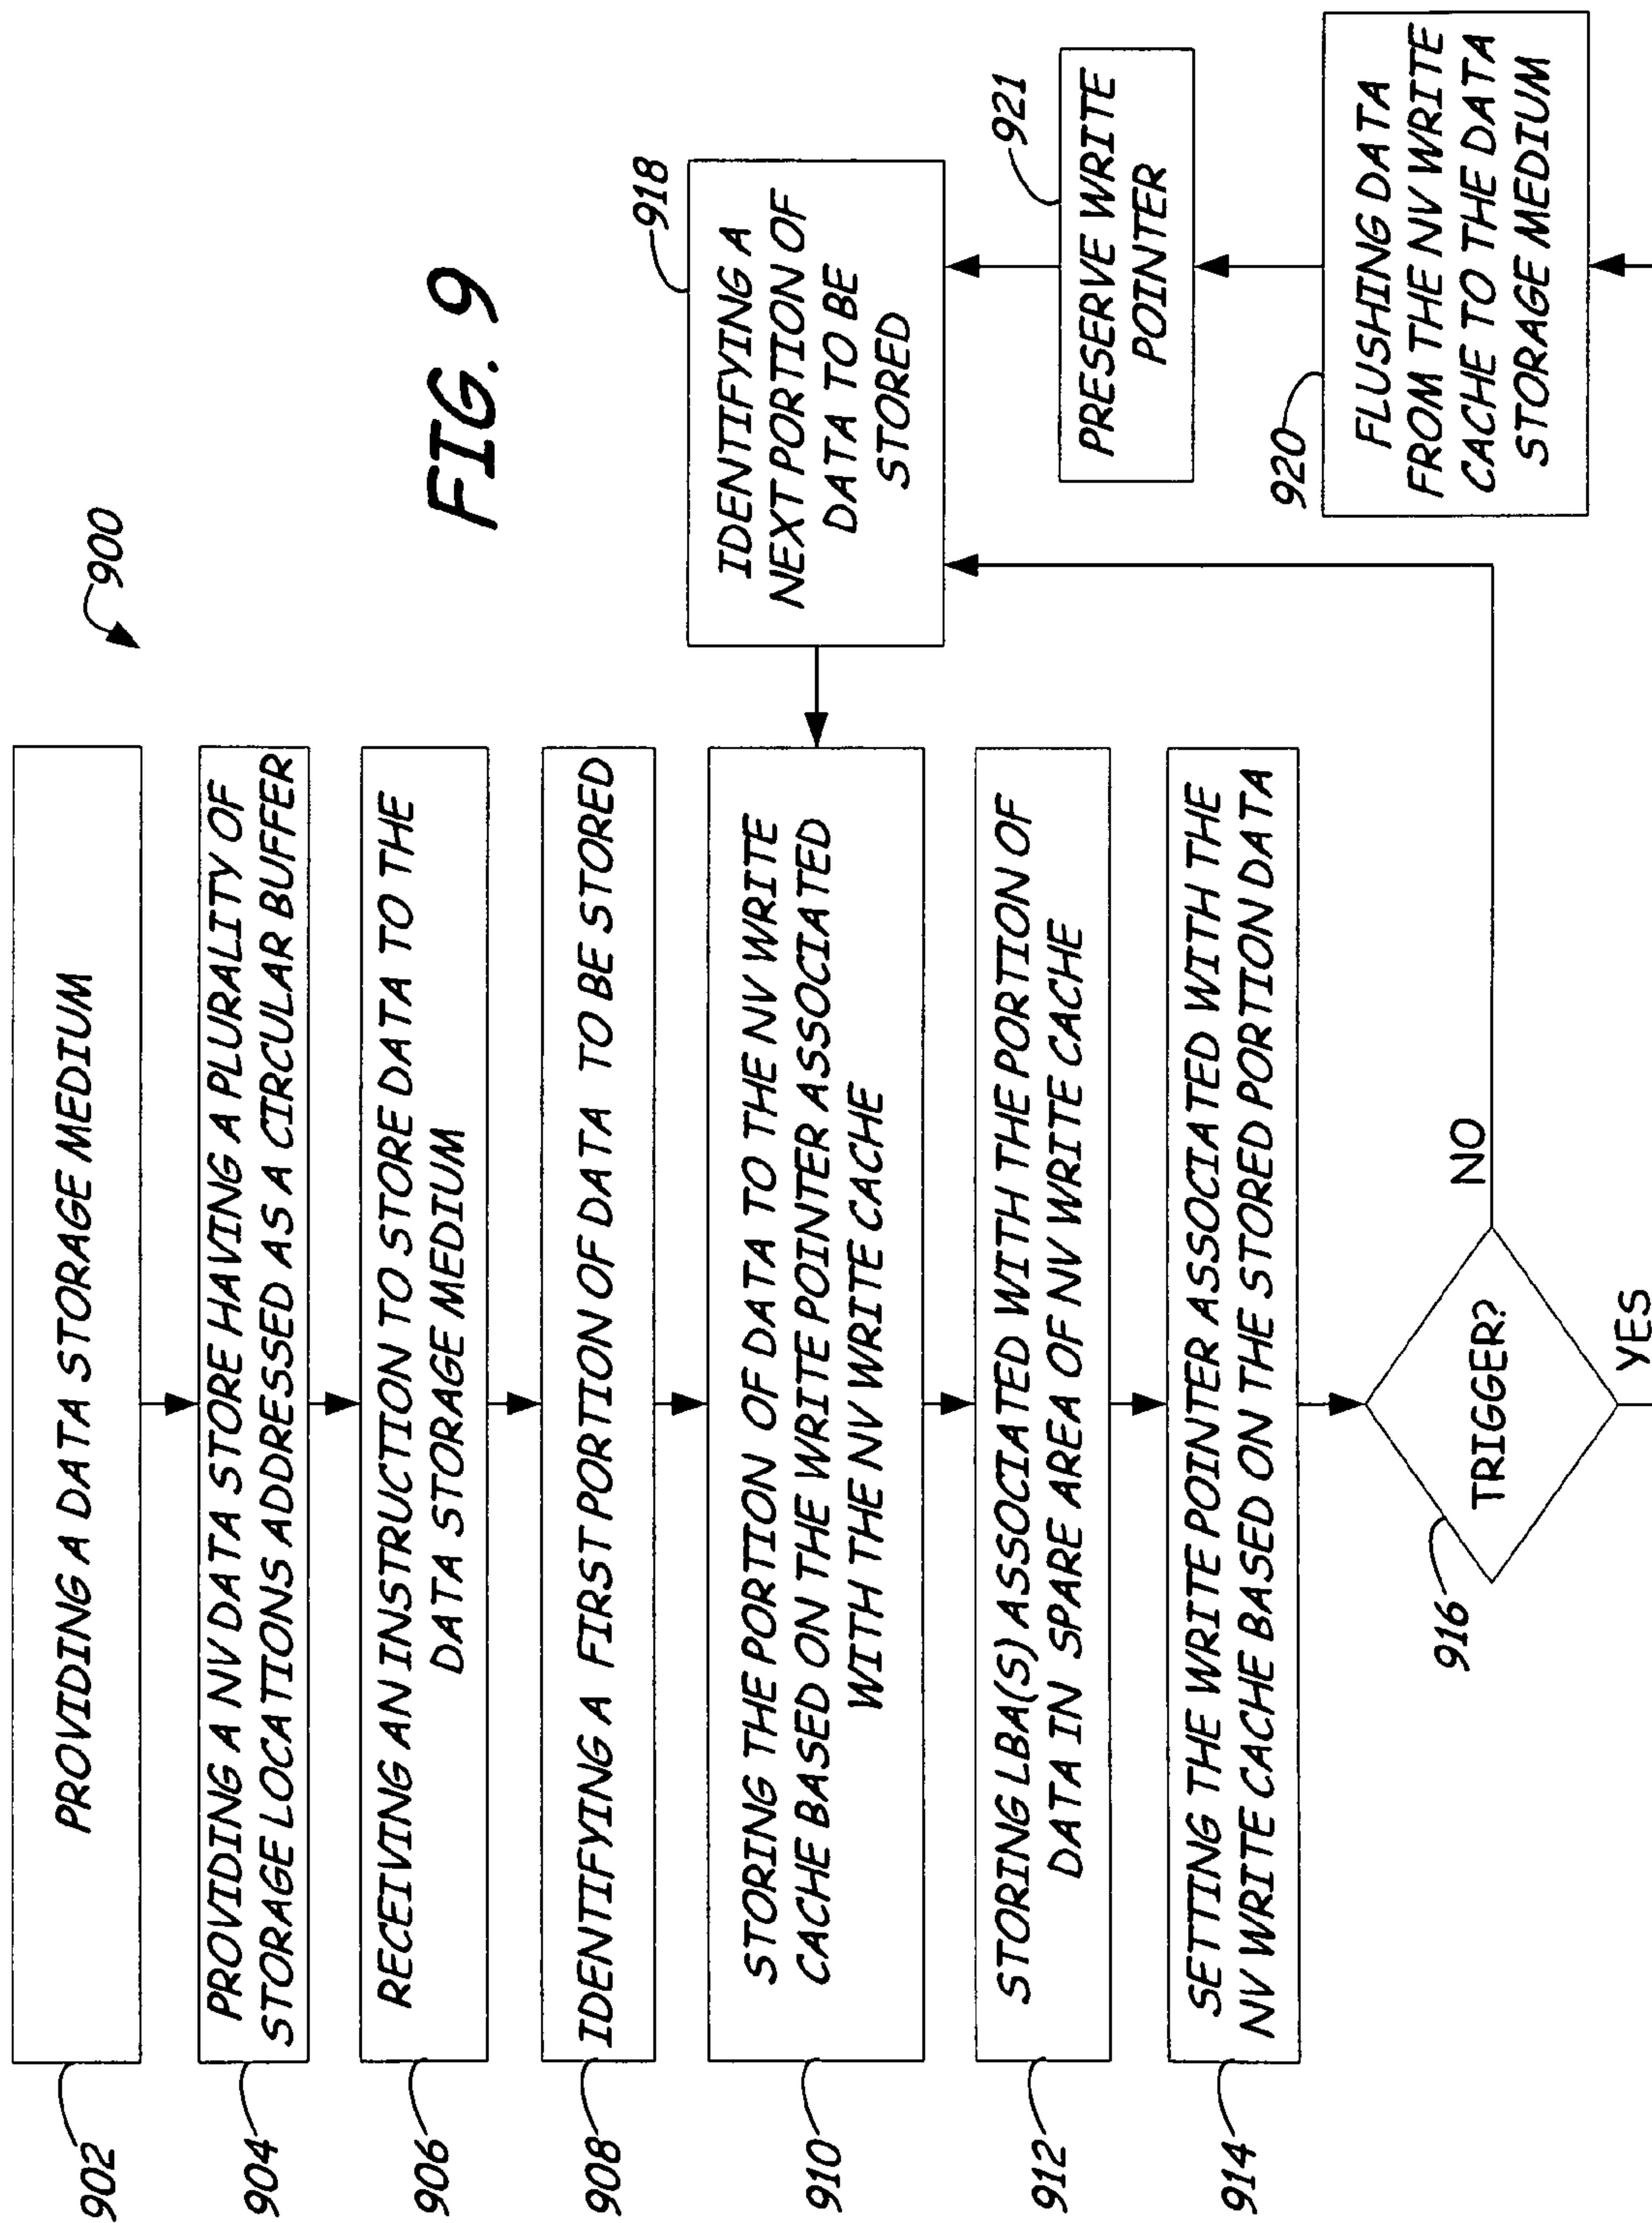 900
FIG. 9
902
PROVIDING A DATA STORAGE MEDIUM
904
PROVIDING A NV DATA STORE HAVING A PLURALITY OF
STORAGE LOCATIONS ADDRESSED AS A CIRCULAR BUFFER
906
RECEIVING AN INSTRUCTION TO STORE DATA TO THE
DATA STORAGE MEDIUM
908
IDENTIFYING A FIRST PORTION OF DATA TO BE STORED
910
STORING THE PORTION OF DATA TO THE NV WRITE
CACHE BASED ON THE WRITE POINTER ASSOCIATED
WITH THE NV WRITE CACHE
912
STORING LBA(S) ASSOCIATED WITH THE PORTION OF
DATA IN SPARE AREA OF NV WRITE CACHE
914
SETTING THE WRITE POINTER ASSOCIATED WITH THE
NV WRITE CACHE BASED ON THE STORED PORTION DATA
916
TRIGGER?
NO
YES
918
IDENTIFYING A
NEXT PORTION OF
DATA TO BE
STORED
921
PRESERVE WRITE
POINTER
920
FLUSHING DATA
FROM THE NV WRITE
CACHE TO THE DATA
STORAGE MEDIUM